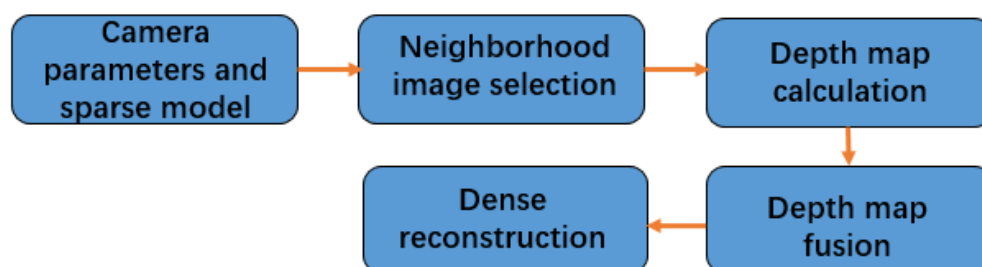 Camera
parameters and
sparse model
Neighborhood
image selection
Depth map
calculation
Depth map
fusion
Dense
reconstruction